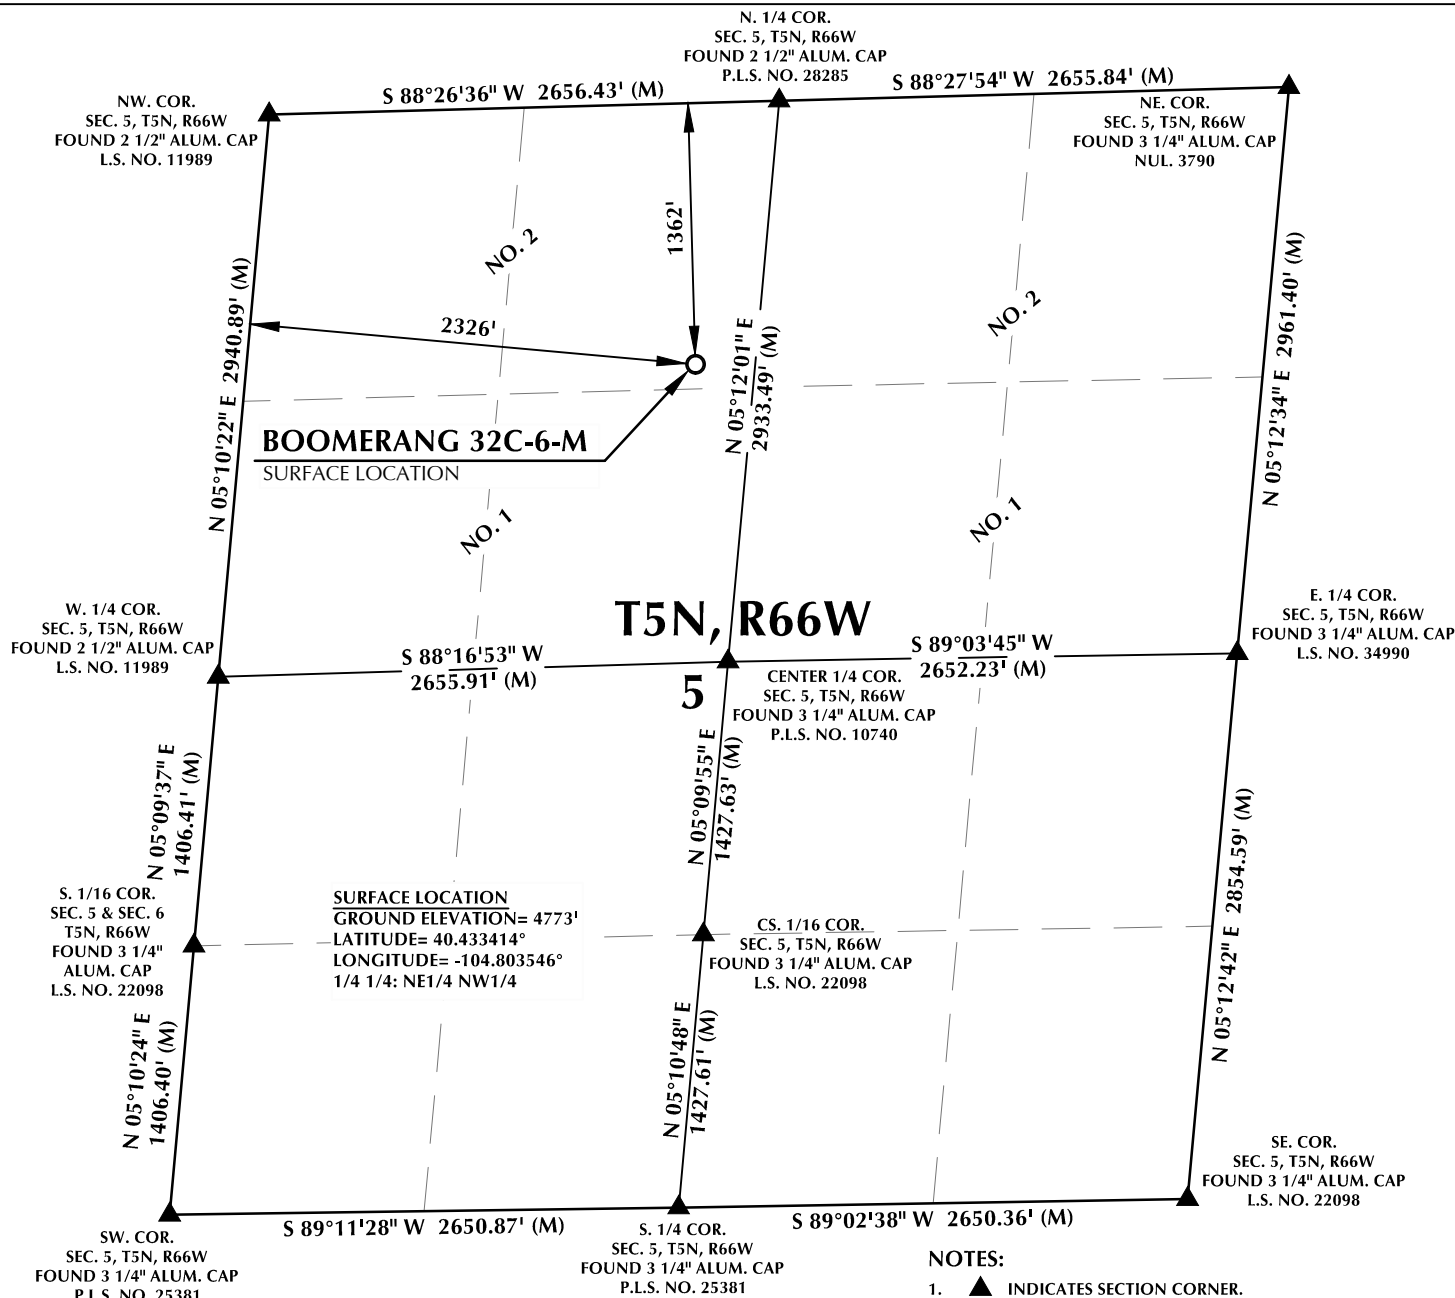 N. 1/4 COR.
SEC. 5, T5N, R66W
FOUND 2 1/2" ALUM. CAP
P.L.S. NO. 28285
NW. COR.
SEC. 5, T5N, R66W
FOUND 2 1/2" ALUM. CAP
L.S. NO. 11989
S 88°26'36" W 2656.43' (M)
S 88°27'54" W 2655.84' (M)
NE. COR.
SEC. 5, T5N, R66W
FOUND 3 1/4" ALUM. CAP
NUL. 3790
1362'
NO. 2
NO. 2
2326'
N 05°10'22" E 2940.89' (M)
N 05°12'01" E
2933.49' (M)
N 05°12'34" E 2961.40' (M)
BOOMERANG 32C-6-M
SURFACE LOCATION
NO. 1
NO. 1
T5N, R66W
5
W. 1/4 COR.
SEC. 5, T5N, R66W
FOUND 2 1/2" ALUM. CAP
L.S. NO. 11989
S 88°16'53" W
2655.91' (M)
S 89°03'45" W
2652.23' (M)
E. 1/4 COR.
SEC. 5, T5N, R66W
FOUND 3 1/4" ALUM. CAP
L.S. NO. 34990
CENTER 1/4 COR.
SEC. 5, T5N, R66W
FOUND 3 1/4" ALUM. CAP
P.L.S. NO. 10740
N 05°09'37" E
1406.41' (M)
N 05°09'55" E
1427.63' (M)
N 05°12'42" E 2854.59' (M)
S. 1/16 COR.
SEC. 5 & SEC. 6
T5N, R66W
FOUND 3 1/4"
ALUM. CAP
L.S. NO. 22098
SURFACE LOCATION
GROUND ELEVATION= 4773'
LATITUDE= 40.433414°
LONGITUDE= -104.803546°
1/4 1/4: NE1/4 NW1/4
CS. 1/16 COR.
SEC. 5, T5N, R66W
FOUND 3 1/4" ALUM. CAP
L.S. NO. 22098
N 05°10'24" E
1406.40' (M)
N 05°10'48" E
1427.61' (M)
SE. COR.
SEC. 5, T5N, R66W
FOUND 3 1/4" ALUM. CAP
L.S. NO. 22098
S 89°11'28" W 2650.87' (M)
S 89°02'38" W 2650.36' (M)
SW. COR.
SEC. 5, T5N, R66W
FOUND 3 1/4" ALUM. CAP
P.L.S. NO. 25381
S. 1/4 COR.
SEC. 5, T5N, R66W
FOUND 3 1/4" ALUM. CAP
P.L.S. NO. 25381
NOTES:
1. ▲ INDICATES SECTION CORNER.